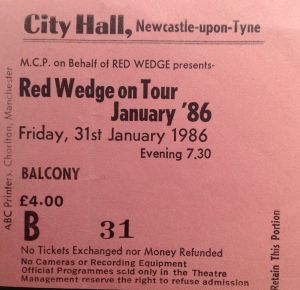 City Hall, Newcastle-upon-Tyne
M.C.P. on Behalf of RED WEDGE presents-
Red Wedge on Tour
January '86
Friday, 31st January 1986
Evening 7.30
BALCONY
£4.00
B 31
No Tickets Exchanged nor Money Refunded
No Cameras or Recording Equipment
Official Programmes sold only in the Theatre
Management reserve the right to refuse admission
ABC Printers, Chorlton, Manchester
Retain This Portion